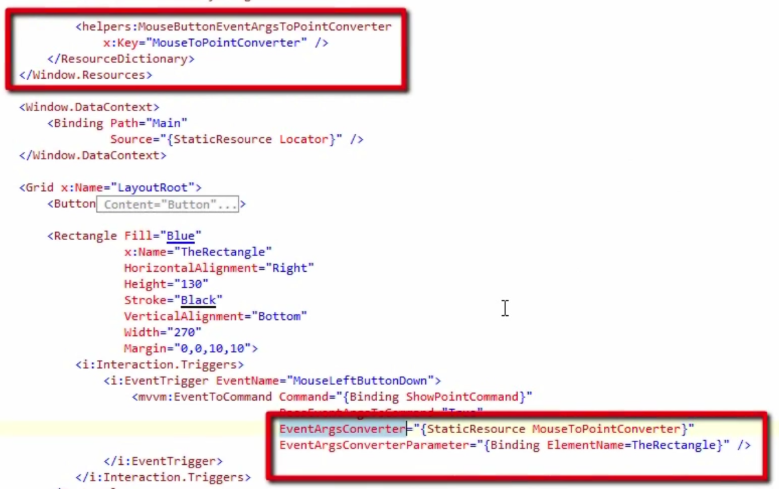 <helpers:MouseButtonEventArgsToPointConverter
x:Key="MouseToPointConverter" />
</ResourceDictionary>
</Window.Resources>
<Window.DataContext>
<Binding Path="Main"
Source="{StaticResource Locator}" />
</Window.DataContext>
<Grid x:Name="LayoutRoot">
<Button Content="Button"...>
<Rectangle Fill="Blue"
x:Name="TheRectangle"
HorizontalAlignment="Right"
Height="130"
Stroke="Black"
VerticalAlignment="Bottom"
Width="270"
Margin="0,0,10,10">
<i:Interaction.Triggers>
<i:EventTrigger EventName="MouseLeftButtonDown">
<mvvm:EventToCommand Command="{Binding ShowPointCommand}"
PassEventArgsToCommand="True"
EventArgsConverter="{StaticResource MouseToPointConverter}"
EventArgsConverterParameter="{Binding ElementName=TheRectangle}" />
</i:EventTrigger>
</i:Interaction.Triggers>